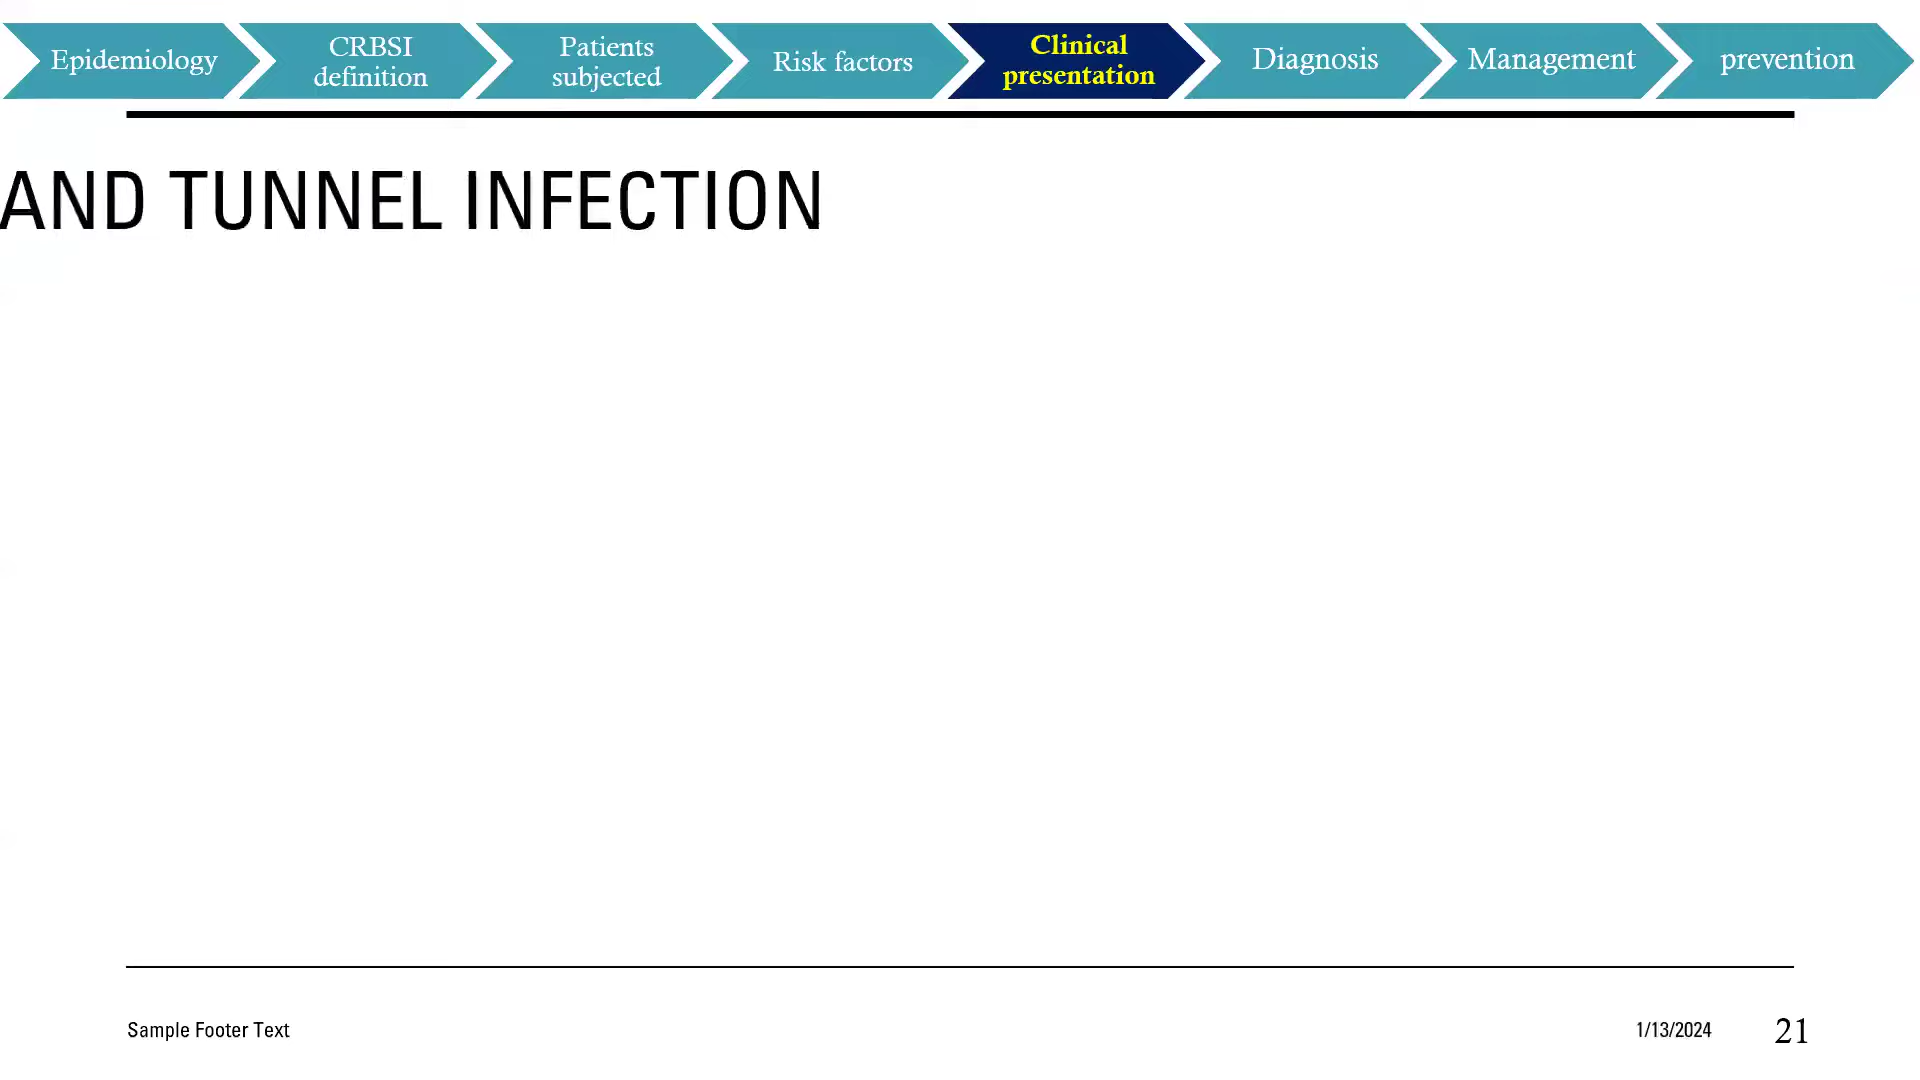 Epidemiology
CRBSI
definition
Patients
subjected
Risk factors
Clinical
presentation
Diagnosis
Management
prevention
AND TUNNEL INFECTION
Sample Footer Text
1/13/2024
21